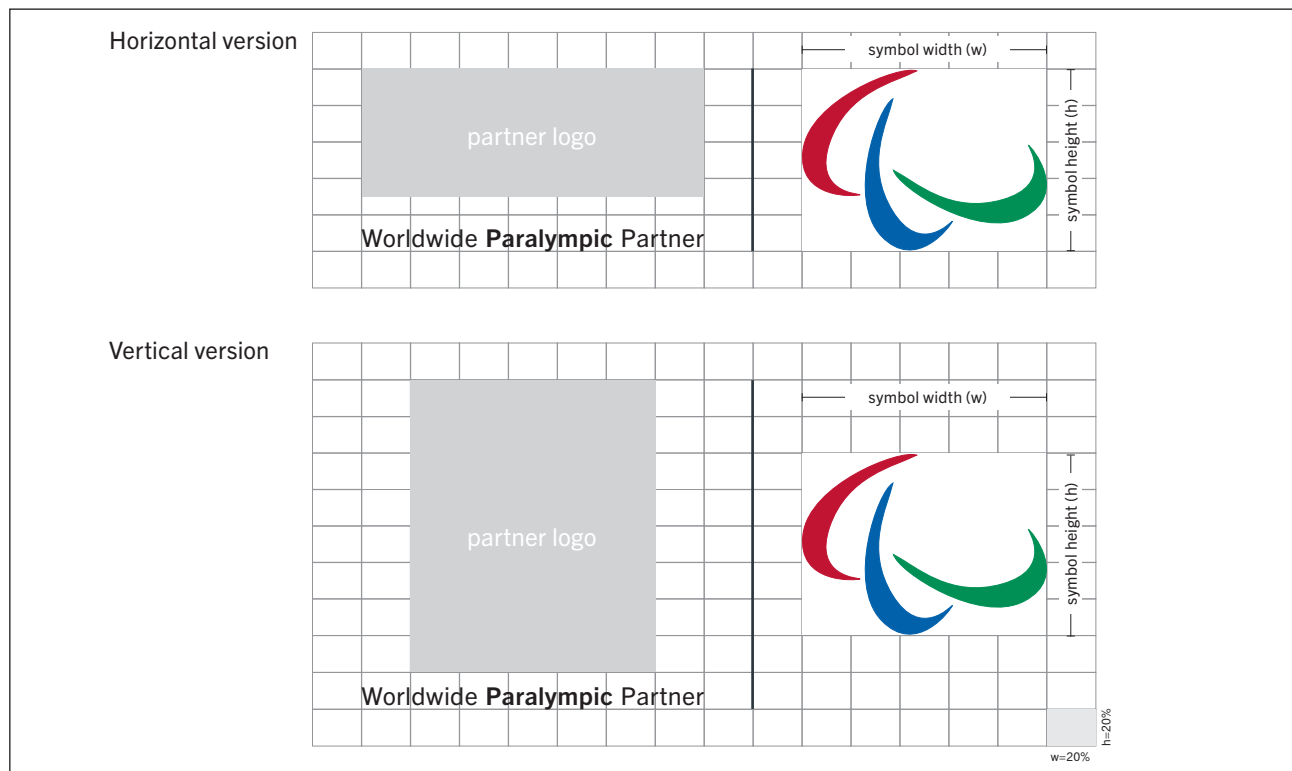 Horizontal version
symbol width (w)
partner logo
symbol height (h)
Worldwide Paralympic Partner
Vertical version
symbol width (w)
partner logo
symbol height (h)
Worldwide Paralympic Partner
h=20%
w=20%